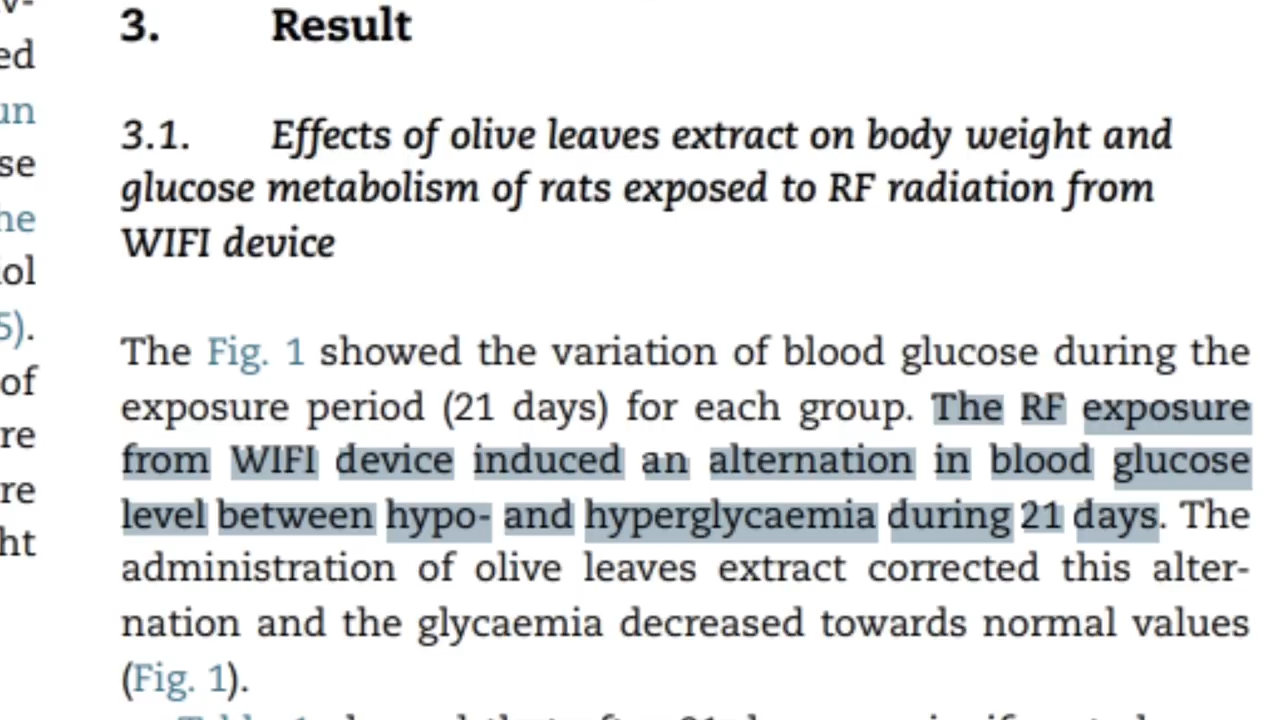 3. Result
3.1. Effects of olive leaves extract on body weight and
glucose metabolism of rats exposed to RF radiation from
WIFI device
The Fig. 1 showed the variation of blood glucose during the
exposure period (21 days) for each group. The RF exposure
from WIFI device induced an alternation in blood glucose
level between hypo- and hyperglycaemia during 21 days. The
administration of olive leaves extract corrected this alter-
nation and the glycaemia decreased towards normal values
(Fig. 1).